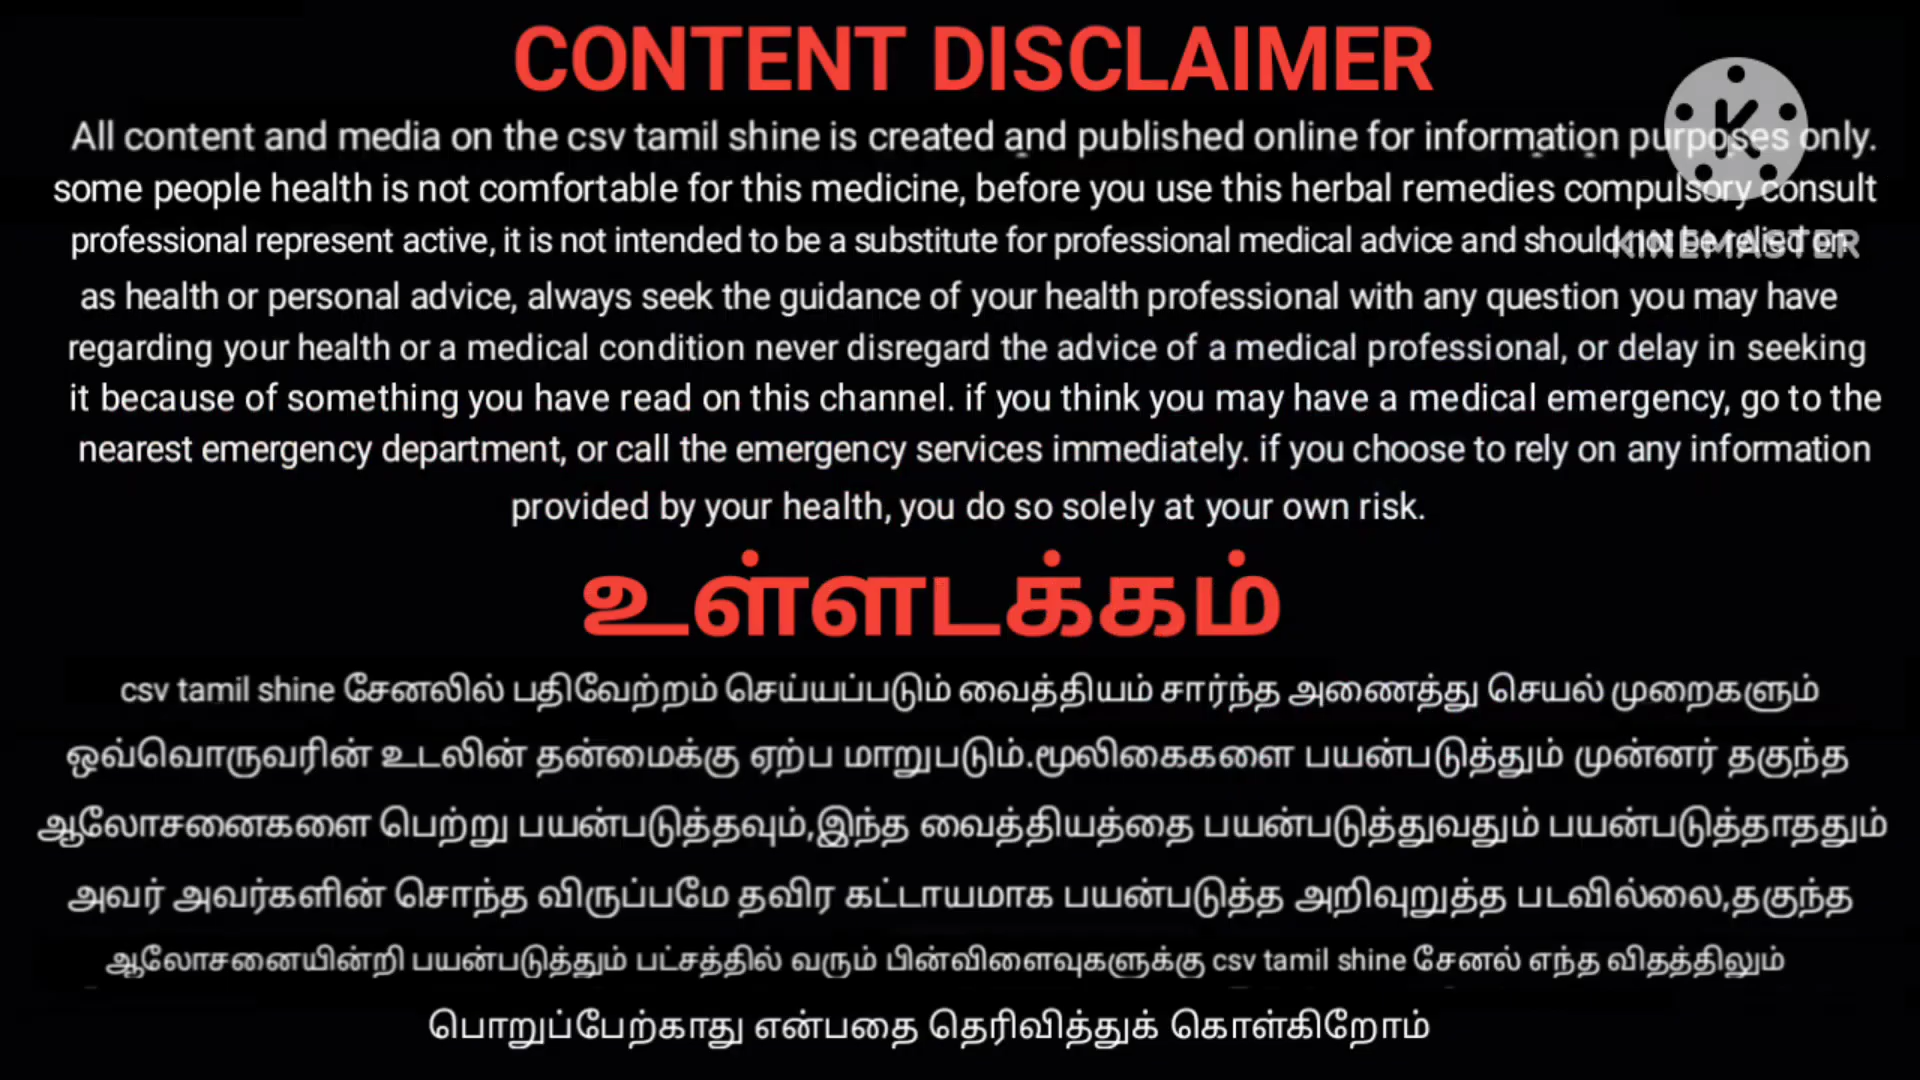 CONTENT DISCLAIMER
All content and media on the csv tamil shine is created and published online for information purposes only.
some people health is not comfortable for this medicine, before you use this herbal remedies compulsory consult
professional represent active, it is not intended to be a substitute for professional medical advice and should not be relied on
as health or personal advice, always seek the guidance of your health professional with any question you may have
regarding your health or a medical condition never disregard the advice of a medical professional, or delay in seeking
it because of something you have read on this channel. if you think you may have a medical emergency, go to the
nearest emergency department, or call the emergency services immediately. if you choose to rely on any information
provided by your health, you do so solely at your own risk.
K
KINEMASTER
உள்ளடக்கம்
csv tamil shine சேனலில் பதிவேற்றம் செய்யப்படும் வைத்தியம் சார்ந்த அணைத்து செயல் முறைகளும்
ஒவ்வொருவரின் உடலின் தன்மைக்கு ஏற்ப மாறுபடும்.மூலிகைகளை பயன்படுத்தும் முன்னர் தகுந்த
ஆலோசனைகளை பெற்று பயன்படுத்தவும்,இந்த வைத்தியத்தை பயன்படுத்துவதும் பயன்படுத்தாததும்
அவர் அவர்களின் சொந்த விருப்பமே தவிர கட்டாயமாக பயன்படுத்த அறிவுறுத்த படவில்லை,தகுந்த
ஆலோசனையின்றி பயன்படுத்தும் பட்சத்தில் வரும் பின்விளைவுகளுக்கு csv tamil shine சேனல் எந்த விதத்திலும்
பொறுப்பேற்காது என்பதை தெரிவித்துக் கொள்கிறோம்